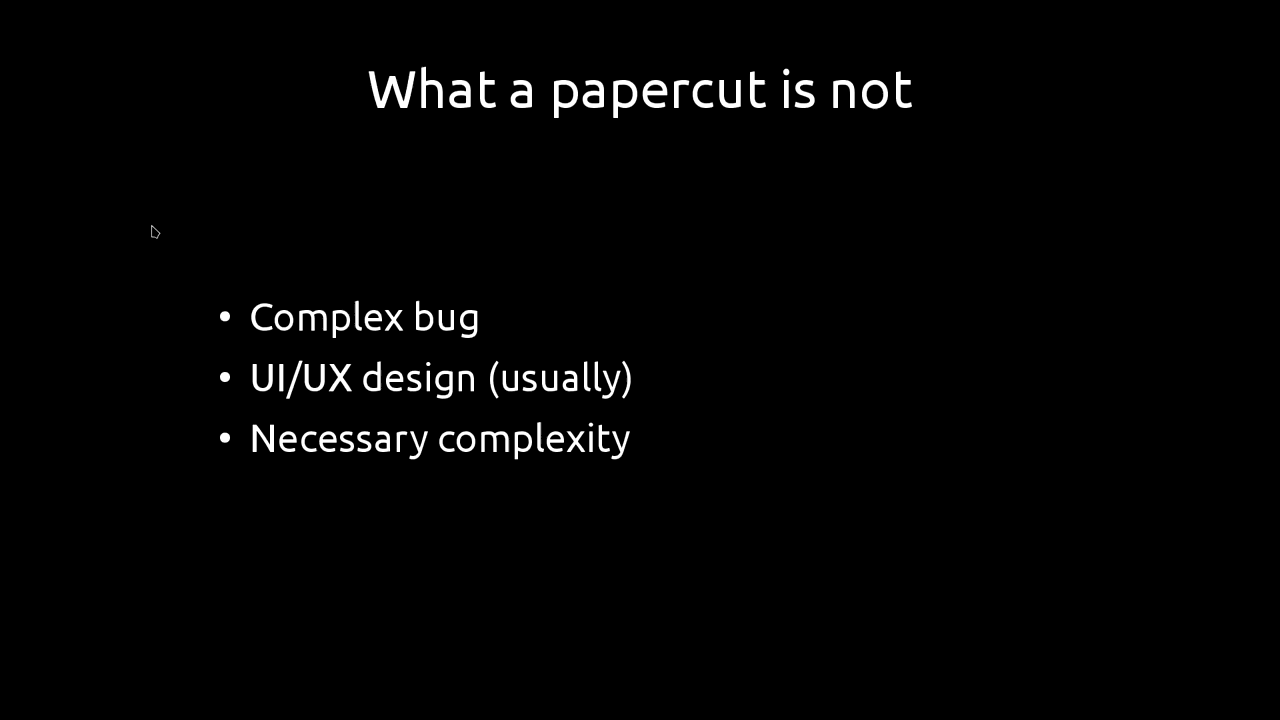 What a papercut is not
• Complex bug
• UI/UX design (usually)
• Necessary complexity